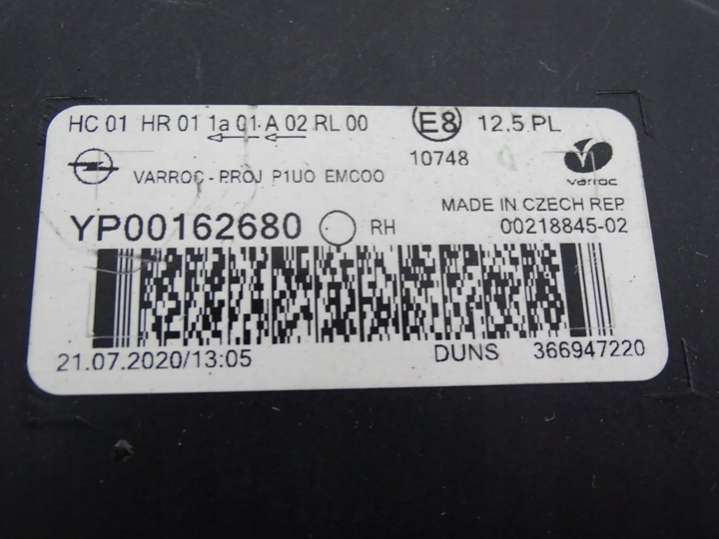 HC 01 HR 01 1a 01 A 02 RL 00 E8 12.5 PL
10748
VARROC - PROJ P1UO EMCOO varroc
MADE IN CZECH REP
YP00162680 RH 00218845-02
21.07.2020/13:05 DUNS 366947220